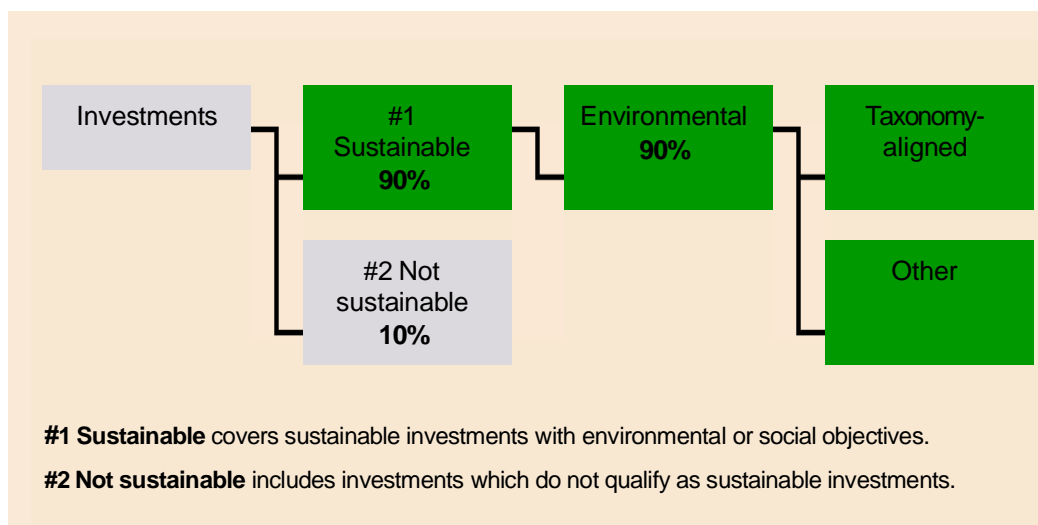 Investments
#1
Sustainable
90%
Environmental
90%
Taxonomy-
aligned
#2 Not
sustainable
10%
Other
#1 Sustainable covers sustainable investments with environmental or social objectives.
#2 Not sustainable includes investments which do not qualify as sustainable investments.